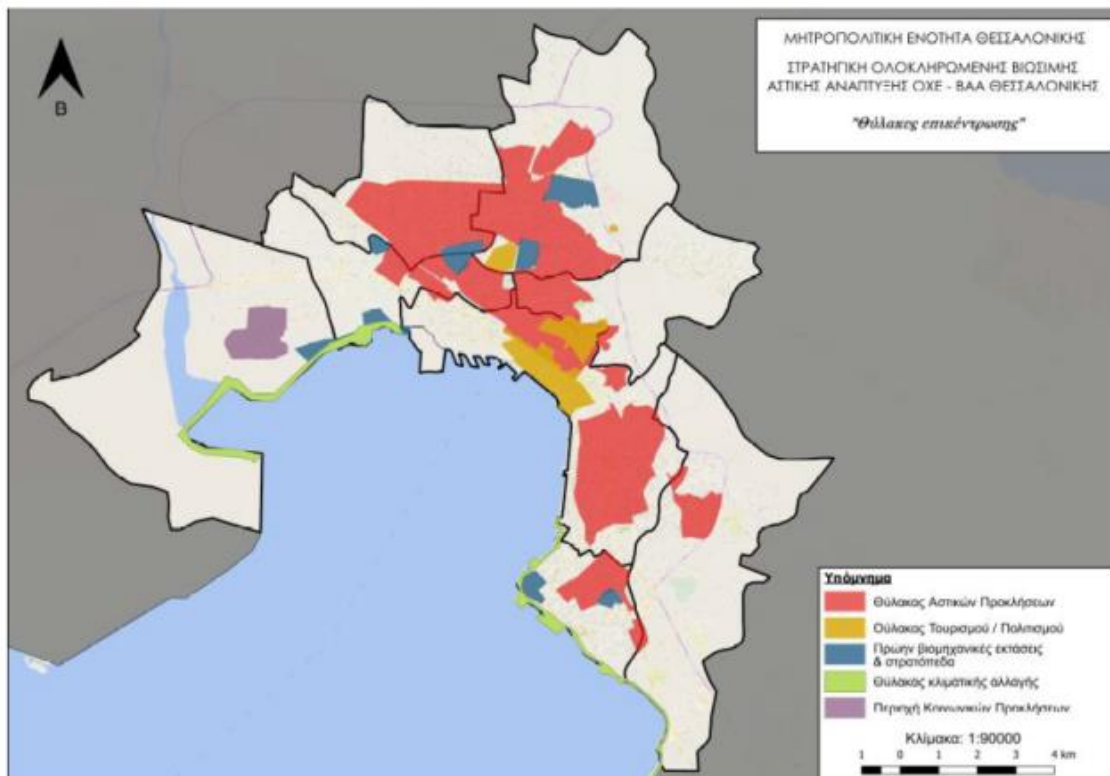 ΜΗΤΡΟΠΟΛΙΤΙΚΗ ΕΝΟΤΗΤΑ ΘΕΣΣΑΛΟΝΙΚΗΣ
ΣΤΡΑΤΗΓΙΚΗ ΟΛΟΚΛΗΡΩΜΕΝΗΣ ΒΙΩΣΙΜΗΣ
ΑΣΤΙΚΗΣ ΑΝΑΠΤΥΞΗΣ ΟΧΕ - ΒΑΑ ΘΕΣΣΑΛΟΝΙΚΗΣ
"Θύλακες επικέντρωσης"
Β
Υπόμνημα
Θύλακας Αστικών Προκλήσεων
Θύλακας Τουρισμού / Πολιτισμού
Πρώην βιομηχανικές εκτάσεις
& στρατόπεδα
Θύλακας κλιματικής αλλαγής
Περιοχή Κοινωνικών Προκλήσεων
Κλίμακα: 1:90000
1 0 1 2 3 4 km